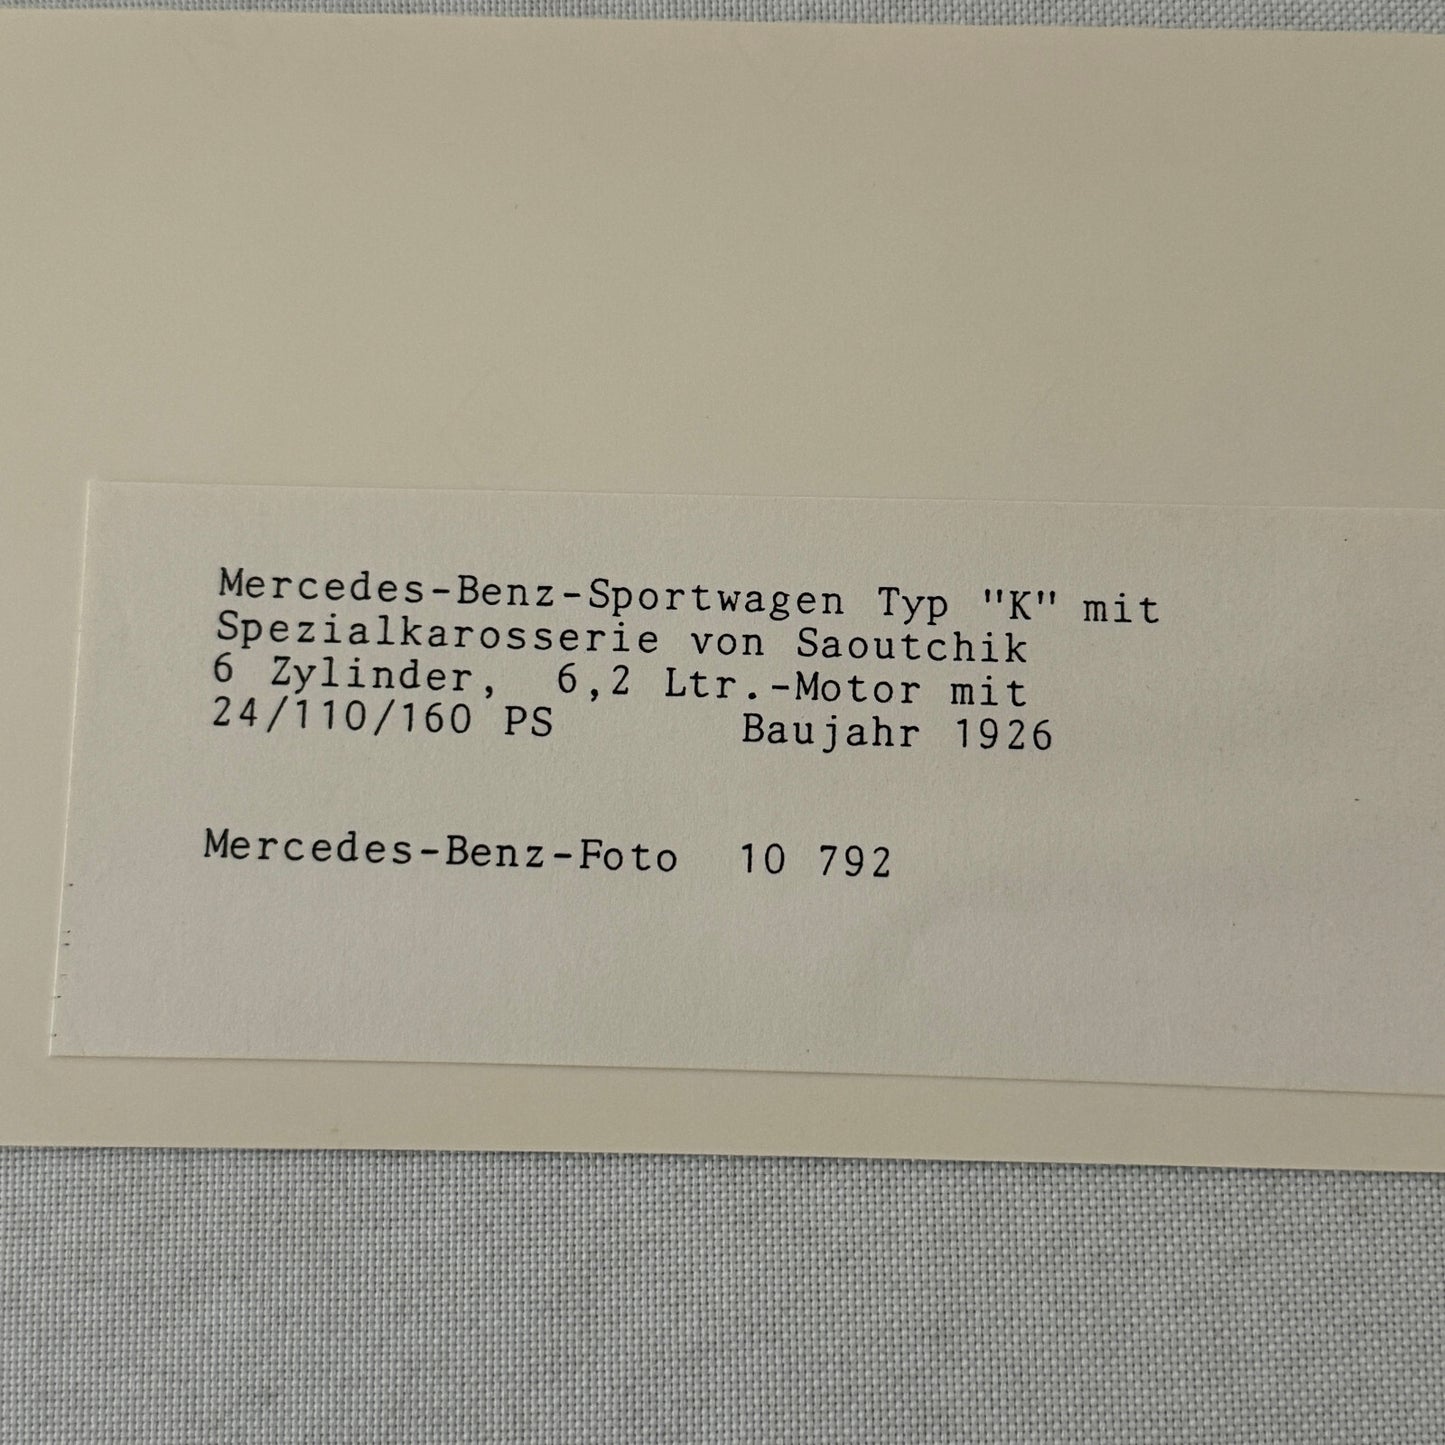 Mercedes-Benz-Sportwagen Typ "K" mit
Spezialkarosserie von Saoutchik
6 Zylinder, 6,2 Ltr.-Motor mit
24/110/160 PS Baujahr 1926
Mercedes-Benz-Foto 10 792